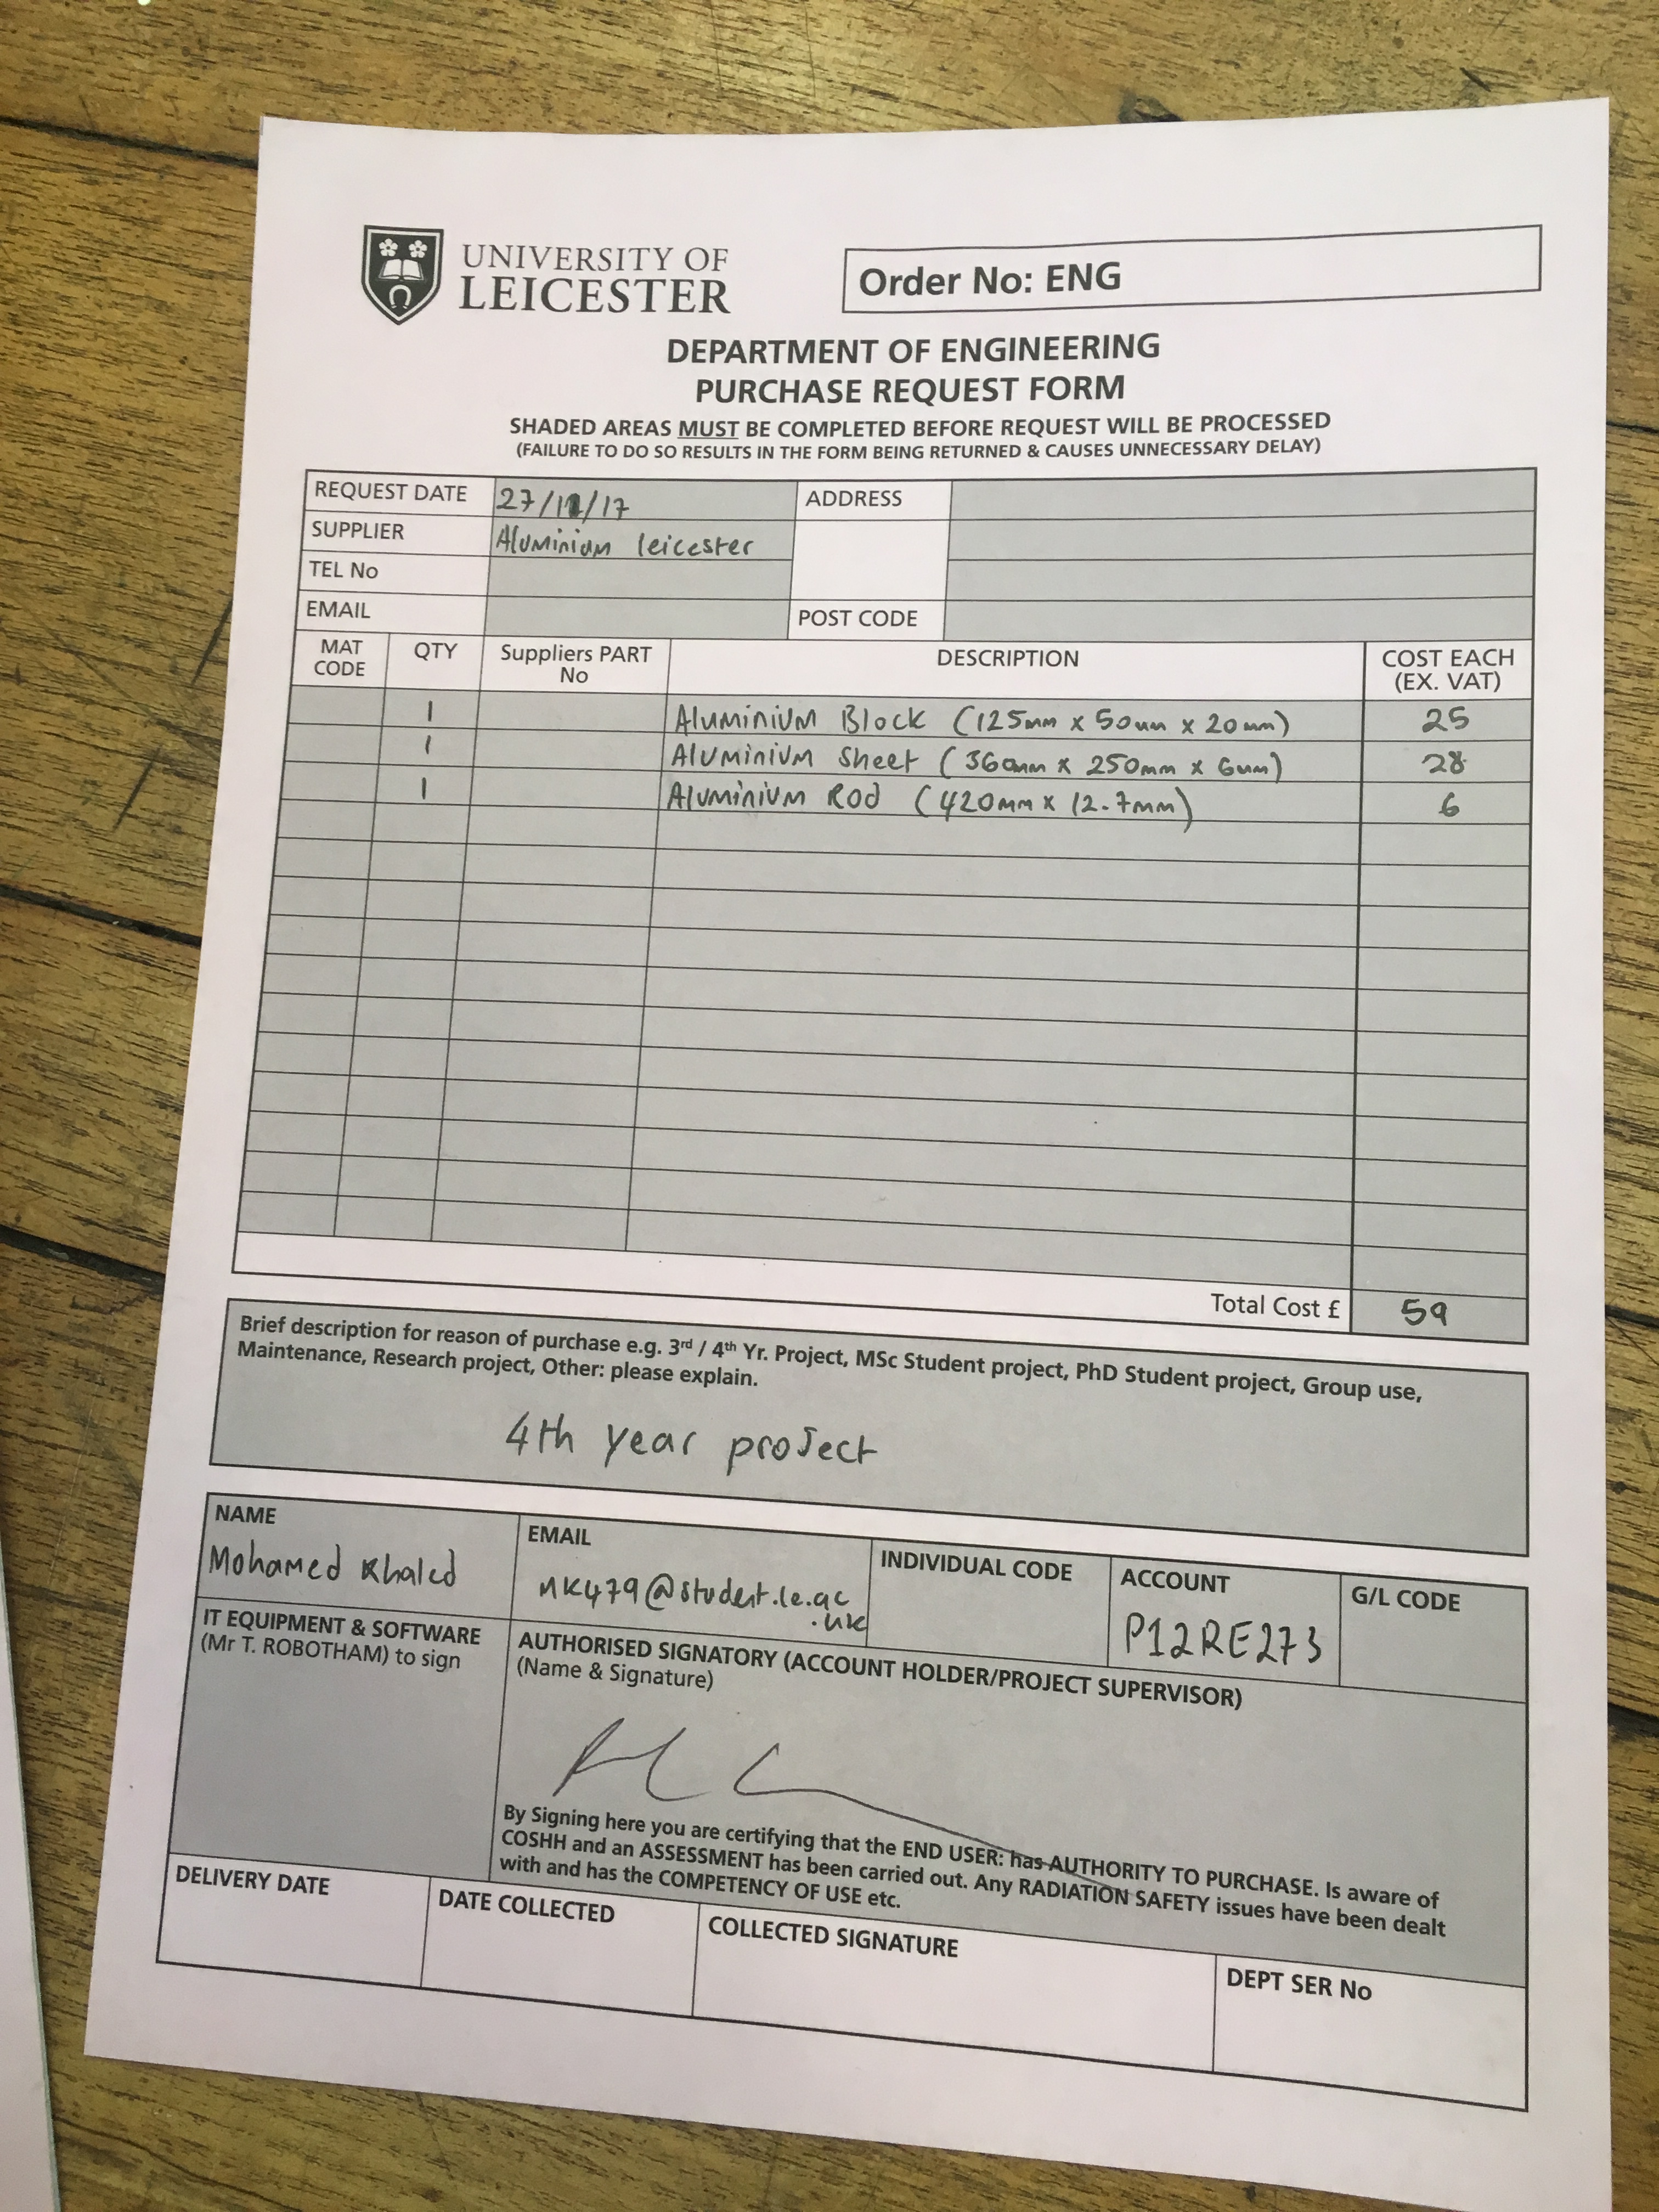 UNIVERSITY OF
LEICESTER
Order No: ENG
DEPARTMENT OF ENGINEERING
PURCHASE REQUEST FORM
SHADED AREAS MUST BE COMPLETED BEFORE REQUEST WILL BE PROCESSED
(FAILURE TO DO SO RESULTS IN THE FORM BEING RETURNED & CAUSES UNNECESSARY DELAY)
REQUEST DATE ADDRESS
SUPPLIER Aluminium leicester
TEL No
EMAIL POST CODE
MAT CODE QTY Suppliers PART No DESCRIPTION COST EACH (EX. VAT)
1 Aluminium Block (125mm x 50mm x 20mm) 25
1 Aluminium Sheet (360mm x 250mm x 6mm) 28
1 Aluminium Rod (420mm x 12.7mm) 6
Total Cost £ 59
Brief description for reason of purchase e.g. 3rd / 4th Yr. Project, MSc Student project, PhD Student project, Group use,
Maintenance, Research project, Other: please explain.
4th year project
NAME EMAIL INDIVIDUAL CODE ACCOUNT G/L CODE
Mohamed Khaled MK479@student.le.ac.uk P12RE273
IT EQUIPMENT & SOFTWARE
(Mr T. ROBOTHAM) to sign
AUTHORISED SIGNATORY (ACCOUNT HOLDER/PROJECT SUPERVISOR)
(Name & Signature)
By Signing here you are certifying that the END USER: has AUTHORITY TO PURCHASE. Is aware of
COSHH and an ASSESSMENT has been carried out. Any RADIATION SAFETY issues have been dealt
with and has the COMPETENCY OF USE etc.
DELIVERY DATE DATE COLLECTED COLLECTED SIGNATURE DEPT SER No